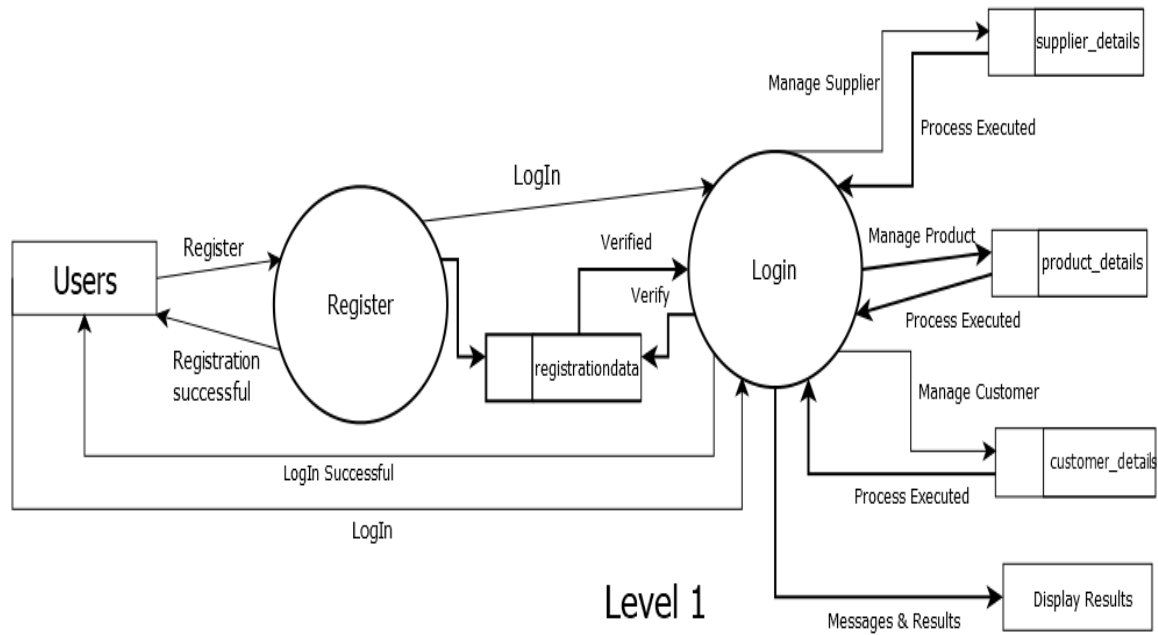 supplier_details
Manage Supplier
Process Executed
LogIn
Register
Users
Registration
successful
Register
Verified
Verify
registrationdata
Login
Manage Product
product_details
Process Executed
Manage Customer
customer_details
Process Executed
LogIn Successful
LogIn
Level 1
Messages & Results
Display Results